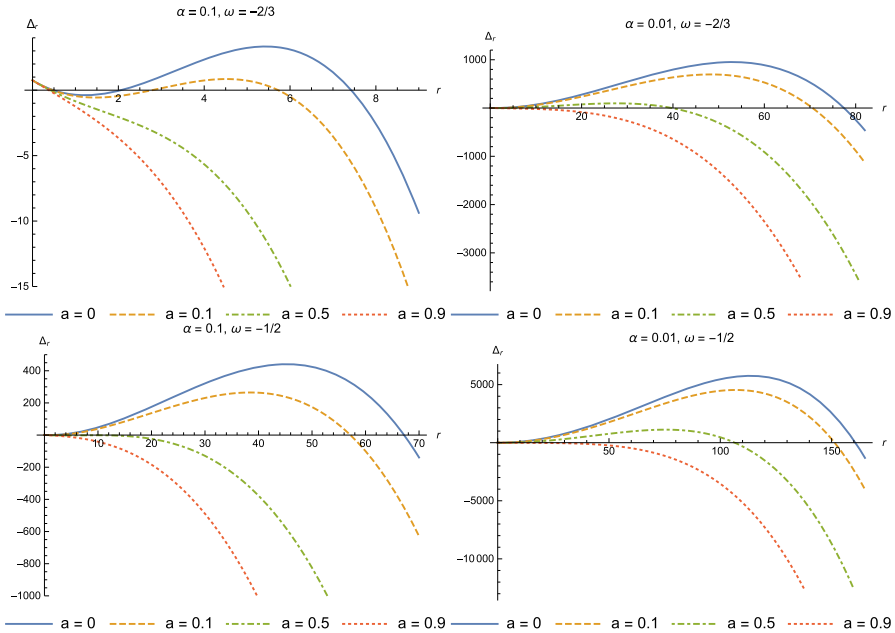 α = 0.1, ω = −2/3
Δr
5
2
4
6
8
r
−5
−10
−15
a = 0 a = 0.1 a = 0.5 a = 0.9
α = 0.01, ω = −2/3
Δr
1000
20
40
60
80
r
−1000
−2000
−3000
a = 0 a = 0.1 a = 0.5 a = 0.9
α = 0.1, ω = −1/2
Δr
400
200
10
20
30
40
50
60
70
r
−200
−400
−600
−800
−1000
a = 0 a = 0.1 a = 0.5 a = 0.9
α = 0.01, ω = −1/2
Δr
5000
50
100
150
r
−5000
−10000
a = 0 a = 0.1 a = 0.5 a = 0.9